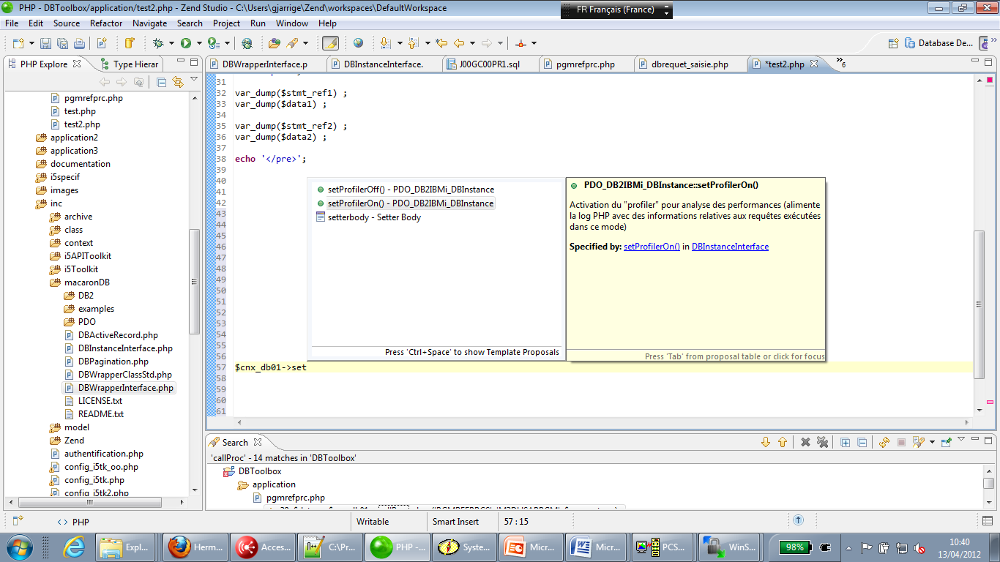 PHP - DBToolbox/application/test2.php - Zend Studio - C:\Users\gjarrige\Zend\workspaces\DefaultWorkspace
FR Français (France)
File Edit Source Refactor Navigate Search Project Run Window Help
Database De...
PHP Explore
Type Hierar
DBWrapperInterface.p
DBInstanceInterface.
J00GC00PR1.sql
pgmrefprc.php
dbrequet_saisie.php
*test2.php
6
pgmrefprc.php
test.php
test2.php
application2
application3
documentation
i5specif
images
inc
archive
class
context
i5APIToolkit
i5Toolkit
macaronDB
DB2
examples
PDO
DBActiveRecord.php
DBInstanceInterface.php
DBPagination.php
DBWrapperClassStd.php
DBWrapperInterface.php
LICENSE.txt
README.txt
model
Zend
authentification.php
config_i5tk_oo.php
config_i5tk.php
config_i5tk2.php
31
32 var_dump($stmt_ref1) ;
33 var_dump($data1) ;
34
35 var_dump($stmt_ref2) ;
36 var_dump($data2) ;
37
38 echo '</pre>';
39
40
41
42
43
44
45
46
47
48
49
50
51
52
53
54
55
56
57 $cnx_db01->set
58
59
60
61
setProfilerOff() - PDO_DB2IBMi_DBInstance
setProfilerOn() - PDO_DB2IBMi_DBInstance
setterbody - Setter Body
Press 'Ctrl+Space' to show Template Proposals
PDO_DB2IBMi_DBInstance::setProfilerOn()
Activation du "profiler" pour analyse des performances (alimente
la log PHP avec des informations relatives aux requêtes exécutées
dans ce mode)
Specified by: setProfilerOn() in DBInstanceInterface
Press 'Tab' from proposal table or click for focus
Search
'callProc' - 14 matches in 'DBToolbox'
DBToolbox
application
pgmrefprc.php
<> PHP
Writable
Smart Insert
57 : 15
Expl...
Herm...
Acces...
C:\Pr...
PHP -...
Syste...
Micr...
Micr...
PCS...
WinS...
98%
10:40
13/04/2012